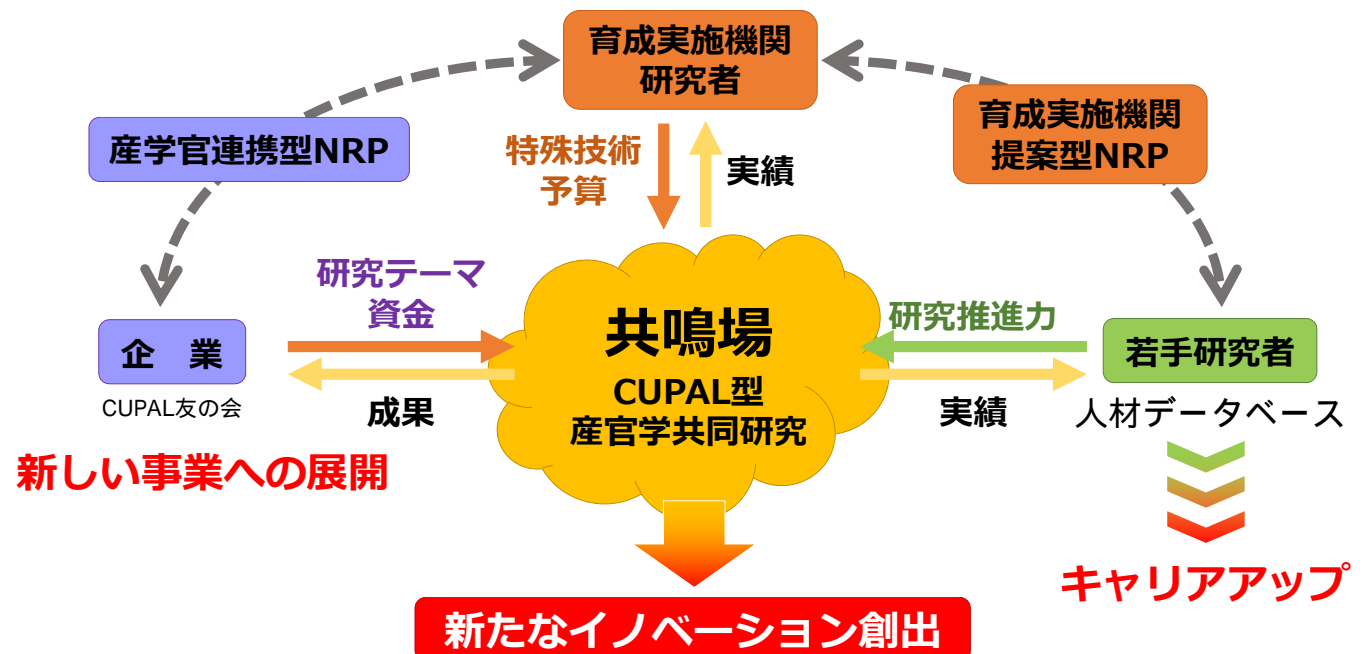 育成実施機関
研究者
産学官連携型NRP
育成実施機関
提案型NRP
特殊技術
予算
実績
研究テーマ
資金
共鳴場
CUPAL型
産官学共同研究
研究推進力
企　業
CUPAL友の会
成果
実績
若手研究者
人材データベース
新しい事業への展開
キャリアアップ
新たなイノベーション創出